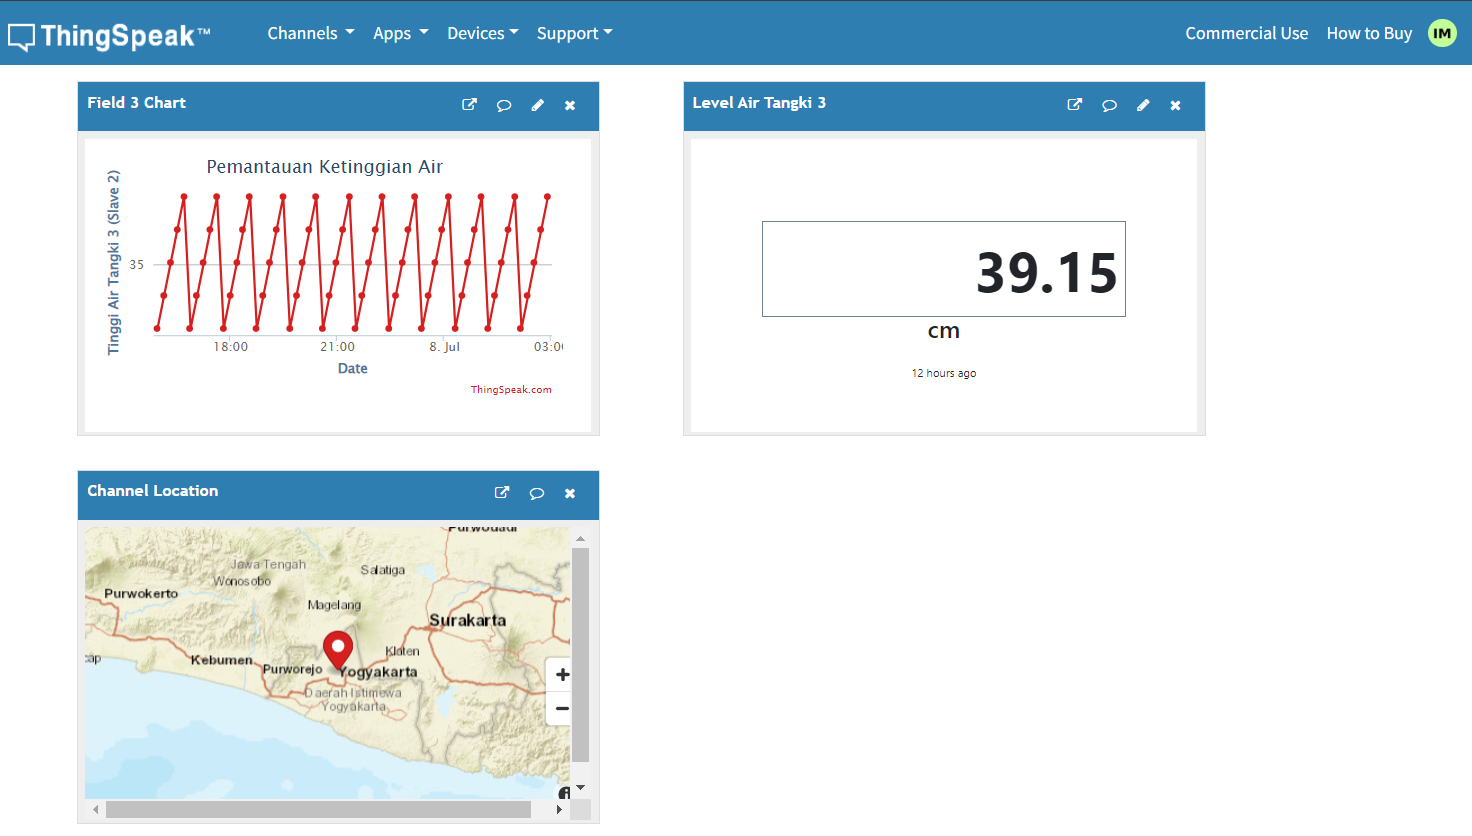 ThingSpeak™ Channels Apps Devices Support Commercial Use How to Buy IM
Field 3 Chart
Pemantauan Ketinggian Air
Tinggi Air Tangki 3 (Slave 2)
35
18:00 21:00 8. Jul 03:0
Date
ThingSpeak.com
Level Air Tangki 3
39.15
cm
12 hours ago
Channel Location
Purwodadi
Jawa Tengah
Salatiga
Wonosobo
Purwokerto
Magelang
Surakarta
Klaten
cap
Kebumen
Purworejo
Yogyakarta
+
Daerah Istimewa
Yogyakarta
−